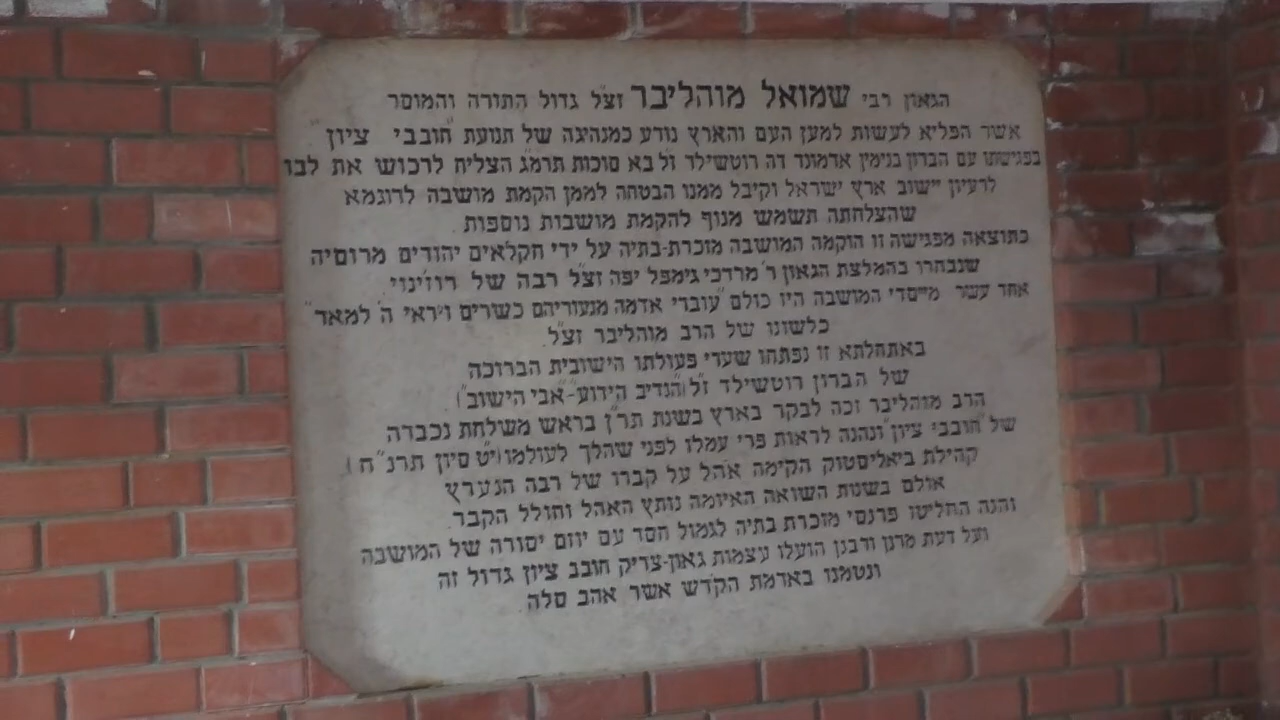 הגאון רבי שמואל מוהליבר זצ"ל גדול התורה והמוסר
אשר הפליא לעשות למען העם והארץ נודע כמנהיגה של תנועת "חובבי ציון"
בפגישתו עם הברון בנימין אדמונד דה רוטשילד ז"ל בא סוכות תרמ"ג הצליח לרכוש את לבו
לרעיון יישוב ארץ ישראל וקיבל ממנו הבטחה לממן הקמת מושבה לדוגמא
שהצלחתה תשמש מנוף להקמת מושבות נוספות.
כתוצאה מפגישה זו הוקמה המושבה מזכרת-בתיה על ידי חקלאים יהודים מרוסיה
שנבחרו בהמלצת הגאון ר' מרדכי גימפל יפה זצ"ל רבה של רוז'ינוי
אחד עשר מייסדי המושבה היו כולם "עובדי אדמה מנעוריהם כשרים ויראי ה' למאד"
כלשונו של הרב מוהליבר זצ"ל.
באתחלתא זו נפתחו שערי פעולתו הישובית הברוכה
של הברון רוטשילד ז"ל ("הנדיב הידוע"-"אבי הישוב").
הרב מוהליבר זכה לבקר בארץ בשנת תר"ן בראש משלחת נכבדה
של "חובבי ציון" ונהנה לראות פרי עמלו לפני שהלך לעולמו (י"ט סיון תרנ"ח).
קהילת ביאליסטוק הקימה אהל על קברו של רבה הנערץ
אולם בשנות השואה האיומה נותץ האהל וחולל הקבר.
והנה החליטו פרנסי מזכרת בתיה לגמול חסד עם יוזם יסודה של המושבה
ועל דעת מרנן ורבנן הועלו עצמות גאון-צדיק חובב ציון גדול זה
ונטמנו באדמת הקדש אשר אהב סלה.